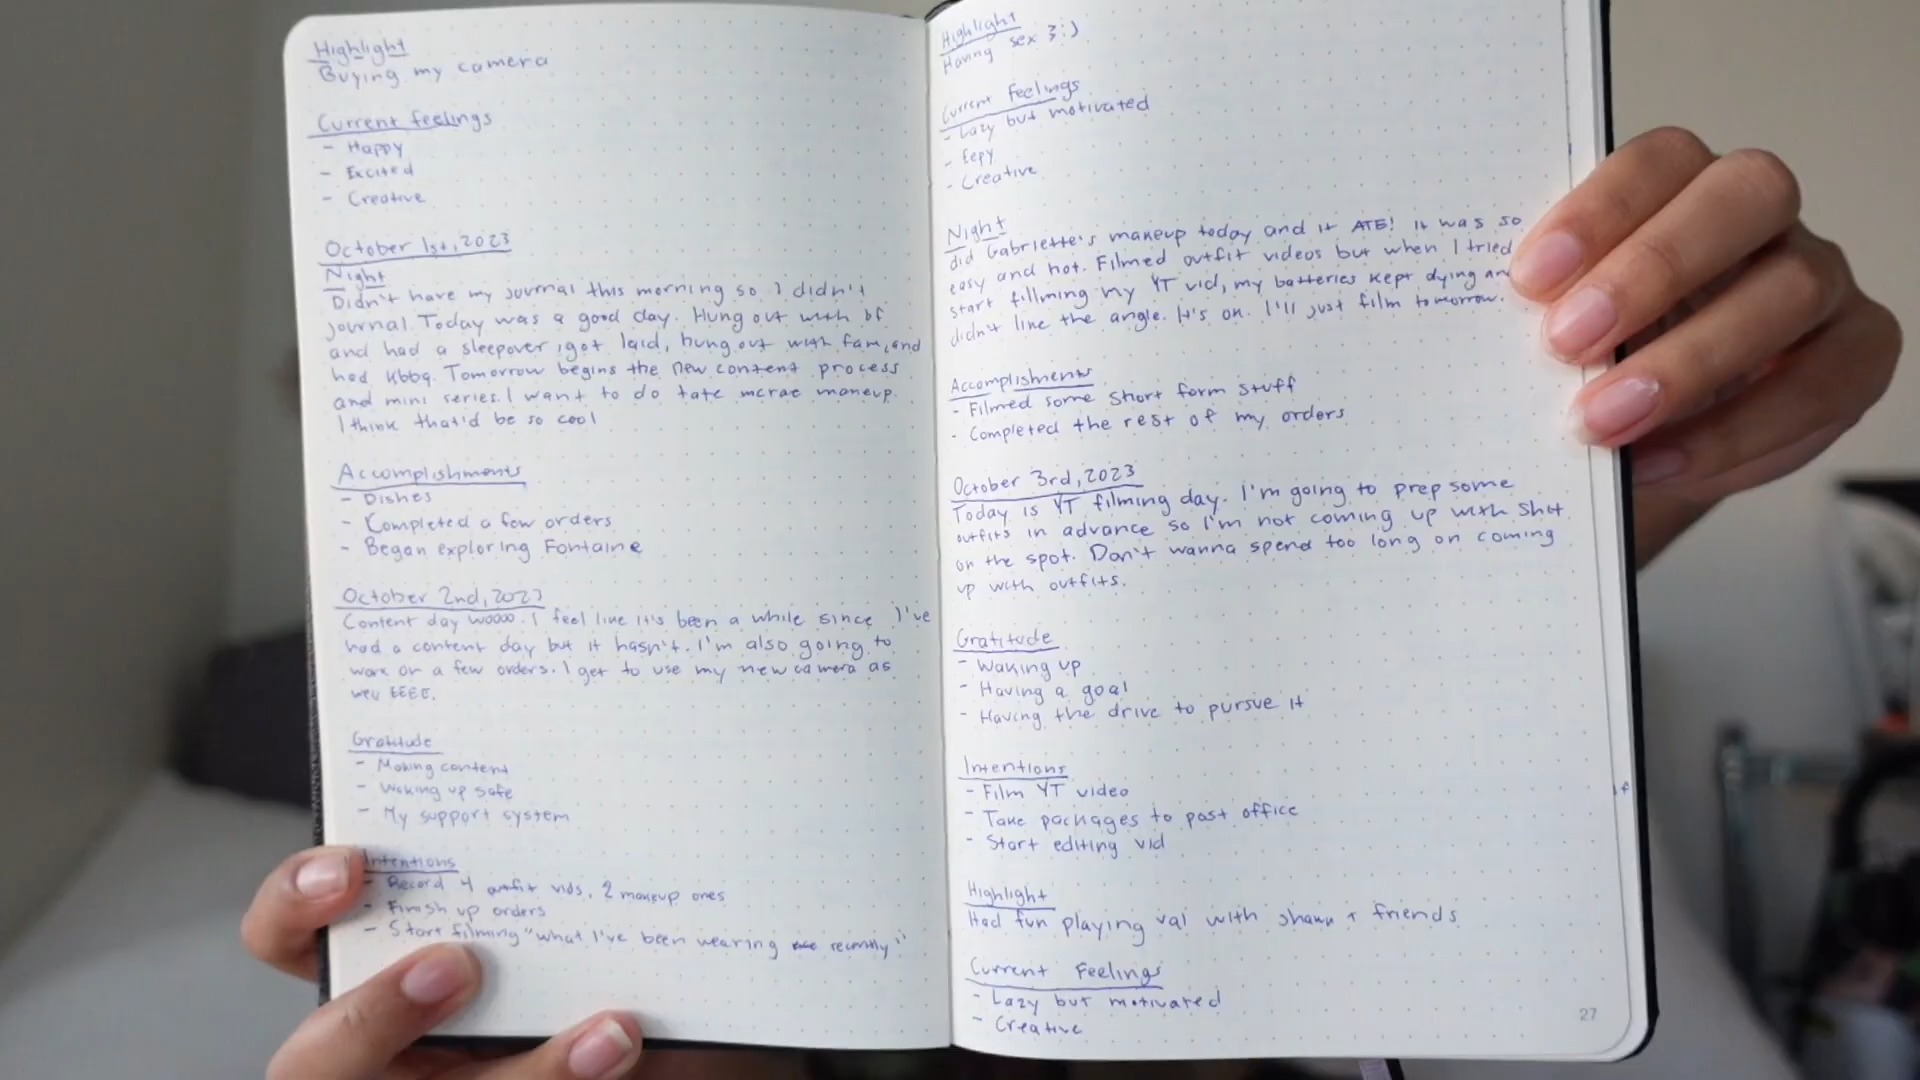 Highlight
Buying my camera
Current feelings
- Happy
- Excited
- Creative
October 1st, 2023
Night
Didn't have my journal this morning so I didn't
journal. Today was a good day. Hung out with bf
and had a sleepover, got laid, hung out with fam, and
had kbbq. Tomorrow begins the new content process
and mini series. I want to do tate mcrae makeup.
I think that'd be so cool
Accomplishments
- Dishes
- Completed a few orders
- Began exploring Fontaine
October 2nd, 2023
Content day woooo. I feel like it's been a while since I've
had a content day but it hasn't. I'm also going to
work on a few orders. I get to use my new camera as
well EEEE.
Gratitude
- Making content
- Waking up safe
- My support system
Intentions
- Record 4 outfit vids, 2 makeup ones
- Finish up orders
- Start filming "what I've been wearing recently"
Highlight
Having sex 3:)
Current Feelings
- Lazy but motivated
- Eepy
- Creative
Night
did Gabriette's makeup today and it ATE! It was so
easy and hot. Filmed outfit videos but when I tried
start fillming my YT vid, my batteries kept dying and
didn't like the angle. It's ok. I'll just film tomorrow.
Accomplishments
- Filmed some short form stuff
- Completed the rest of my orders
October 3rd, 2023
Today is YT filming day. I'm going to prep some
outfits in advance so I'm not coming up with shit
on the spot. Don't wanna spend too long on coming
up with outfits.
Gratitude
- Waking up
- Having a goal
- Having the drive to pursue it
Intentions
- Film YT video
- Take packages to post office
- Start editing vid
Highlight
Had fun playing val with shawn + friends
Current Feelings
- Lazy but motivated
- Creative
27